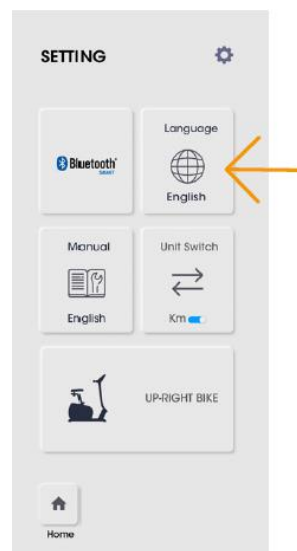 SETTING
Bluetooth
SMART
Language
English
Manual
English
Unit Switch
Km
UP-RIGHT BIKE
Home